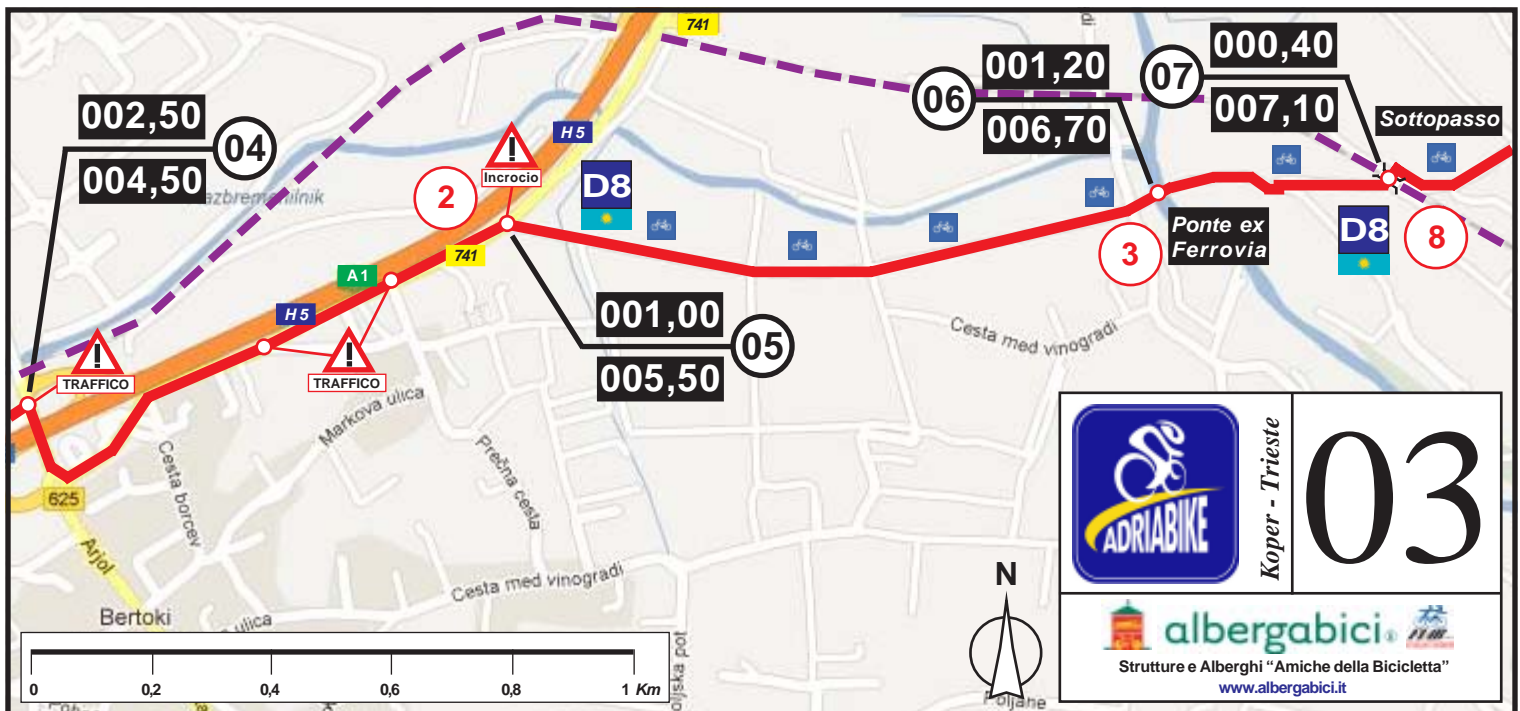 741
001,20
06
006,70
000,40
07
007,10
Sottopasso
002,50
04
004,50
H 5
!
Incrocio
2
D8
741
A 1
H 5
3
Ponte ex
Ferrovia
D8
8
001,00
05
005,50
!
TRAFFICO
!
TRAFFICO
Cesta med vinogradi
Markova ulica
Prečna cesta
Cesta borcev
625
Arjol
Cesta med vinogradi
Bertoki
ulica
Poljane
N
0
0,2
0,4
0,6
0,8
1 Km
ADRIABIKE
Koper - Trieste
03
albergabici
Strutture e Alberghi “Amiche della Bicicletta”
www.albergabici.it